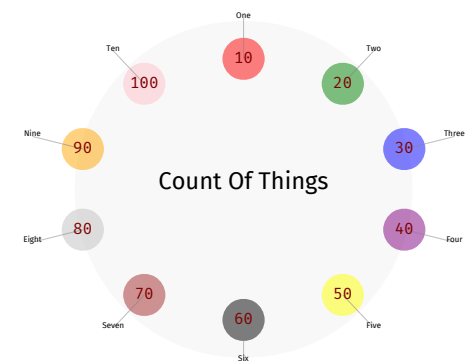 One
10
Two
20
Three
30
Four
40
Five
50
Six
60
Seven
70
Eight
80
Nine
90
Ten
100
Count Of Things